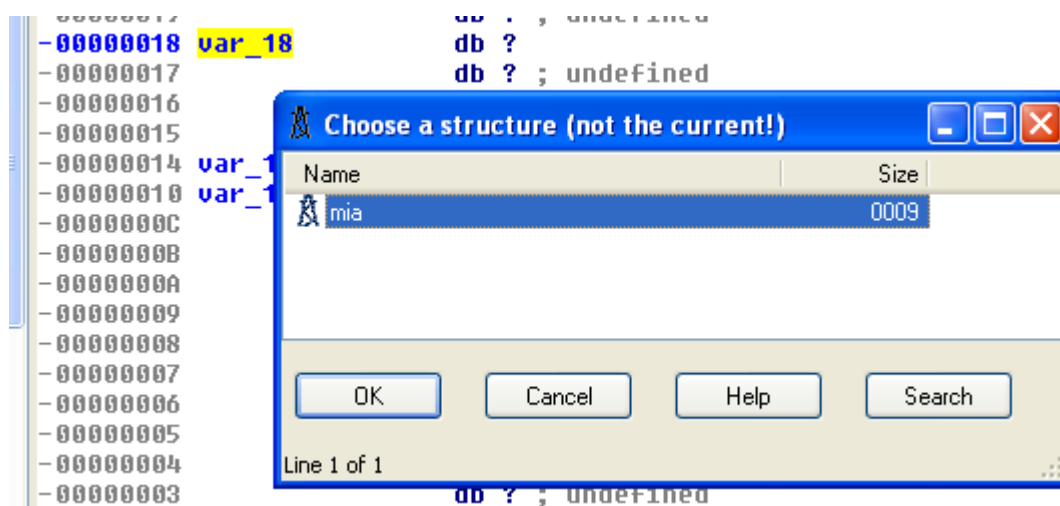 db ? ; undefined
-00000018 var_18 db ?
-00000017 db ? ; undefined
-00000016
-00000015
-00000014 var_1
-00000010 var_1
-0000000C
-0000000B
-0000000A
-00000009
-00000008
-00000007
-00000006
-00000005
-00000004
-00000003 db ? ; undefined
Choose a structure (not the current!)
Name Size
mia 0009
OK Cancel Help Search
Line 1 of 1